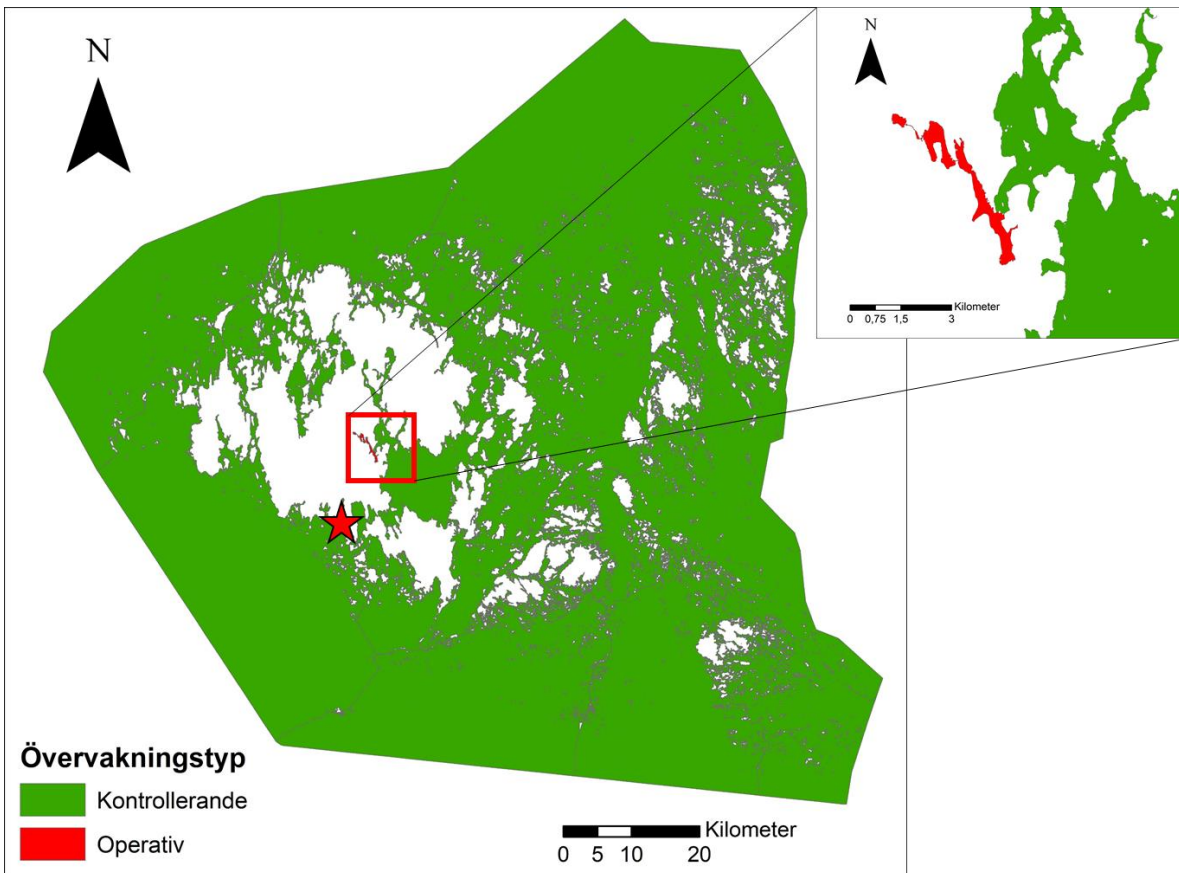 N
N
Kilometer
0 0,75 1,5 3
Övervakningstyp
Kontrollerande
Operativ
Kilometer
0 5 10 20